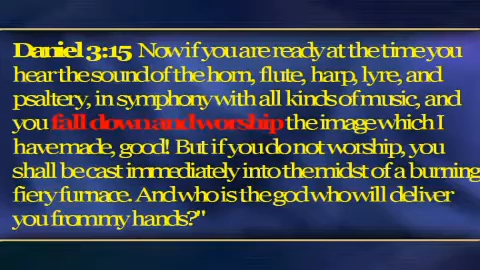 Daniel 3:15 Now if you are ready at the time you
hear the sound of the horn, flute, harp, lyre, and
psaltery, in symphony with all kinds of music, and
you fall down and worship the image which I
have made, good! But if you do not worship, you
shall be cast immediately into the midst of a burning
fiery furnace. And who is the god who will deliver
you from my hands?"